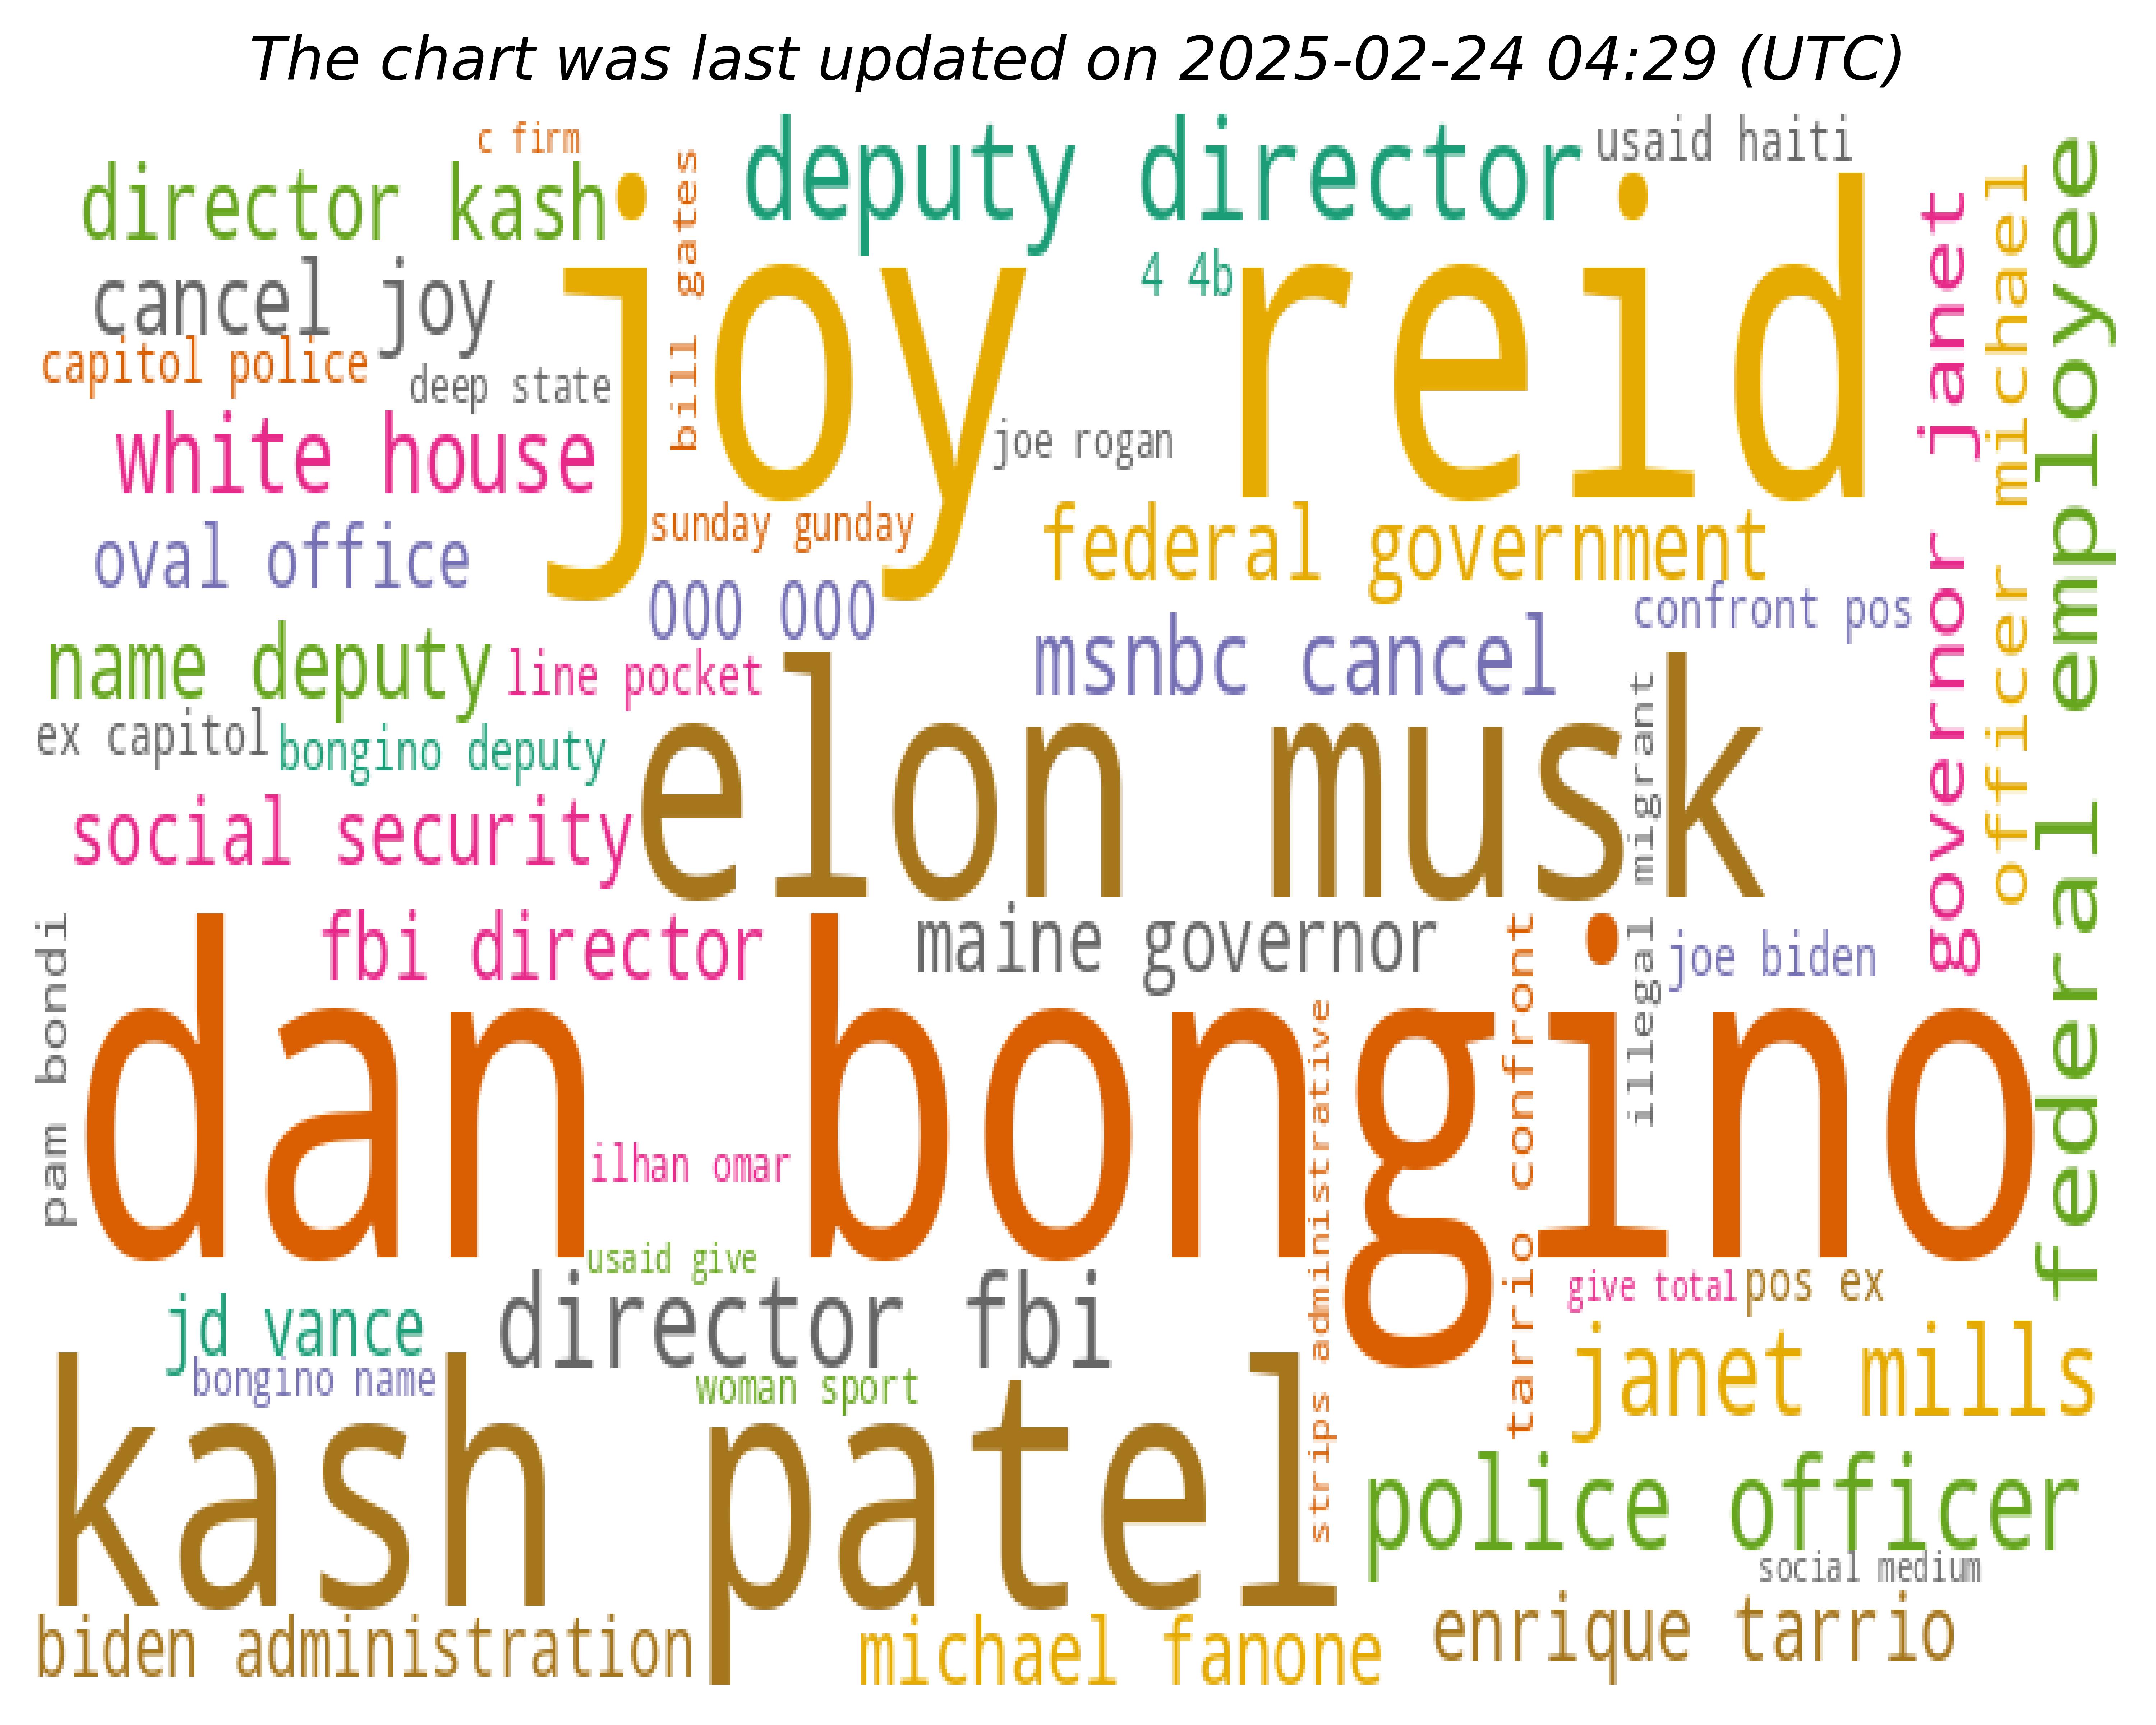 The chart was last updated on 2025-02-24 04:29 (UTC)
c firm
deputy director
usaid haiti
director kash
bill gates
joy reid
4 4b
cancel joy
capitol police
deep state
white house
joe rogan
governor janet
officer michael
federal employee
sunday gunday
federal government
oval office
000 000
confront pos
name deputy
line pocket
msnbc cancel
ex capitol
bongino deputy
elon musk
illegal migrant
social security
fbi director
maine governor
joe biden
pam bondi
dan bongino
tarrio confront
strips administrative
ilhan omar
usaid give
give total
pos ex
jd vance
director fbi
bongino name
woman sport
janet mills
kash patel
police officer
social medium
biden administration
michael fanone
enrique tarrio